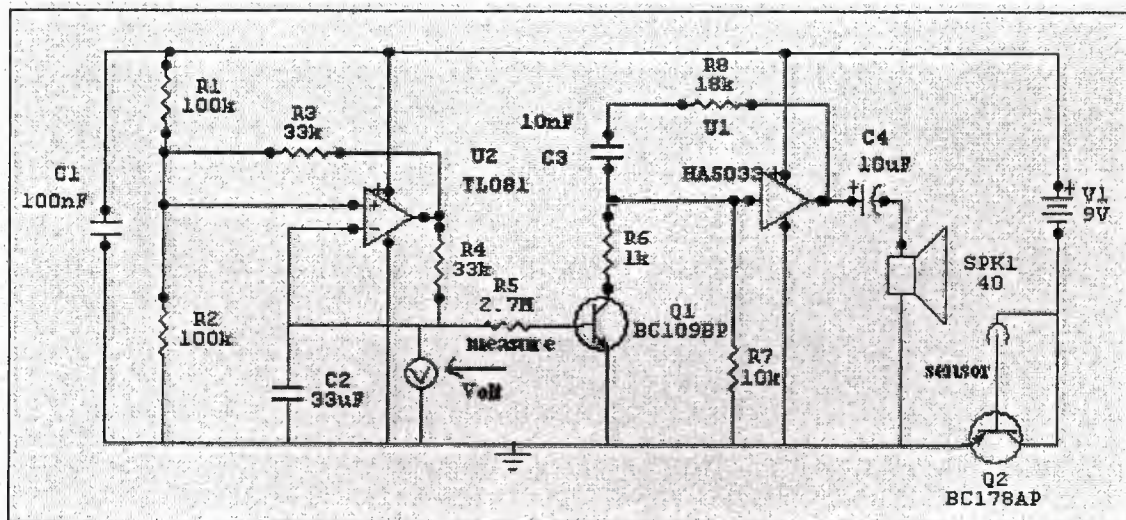 R1
100k
R3
33k
C1
100nF
U2
TL081
R4
33k
R2
100k
C2
33uF
R5
2.7M
measure
Volt
V
R8
18k
U1
10nF
C3
HA5033
R6
1k
Q1
BC109BP
R7
10k
C4
10uF
SPK1
40
V1
9V
sensor
Q2
BC178AP